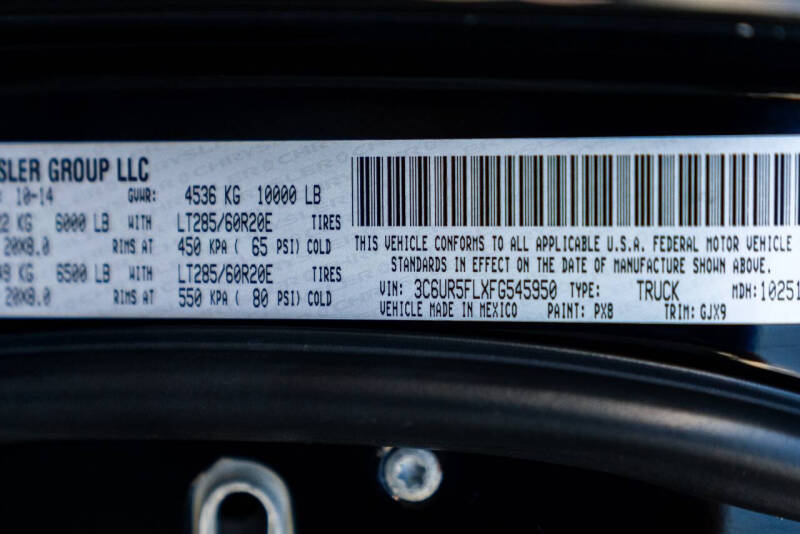 SLER GROUP LLC
10-14 GVWR: 4536 KG 10000 LB
KG 6000 LB WITH LT285/60R20E TIRES
20X8.0 RIMS AT 450 KPA ( 65 PSI) COLD
KG 6500 LB WITH LT285/60R20E TIRES
20X8.0 RIMS AT 550 KPA ( 80 PSI) COLD
THIS VEHICLE CONFORMS TO ALL APPLICABLE U.S.A. FEDERAL MOTOR VEHICLE
STANDARDS IN EFFECT ON THE DATE OF MANUFACTURE SHOWN ABOVE.
VIN: 3C6UR5FLXFG545950 TYPE: TRUCK MDH: 10251
VEHICLE MADE IN MEXICO PAINT: PX8 TRIM: GJX9